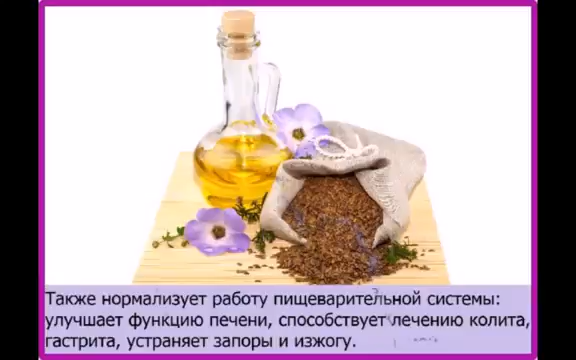 Также нормализует работу пищеварительной системы:
улучшает функцию печени, способствует лечению колита,
гастрита, устраняет запоры и изжогу.